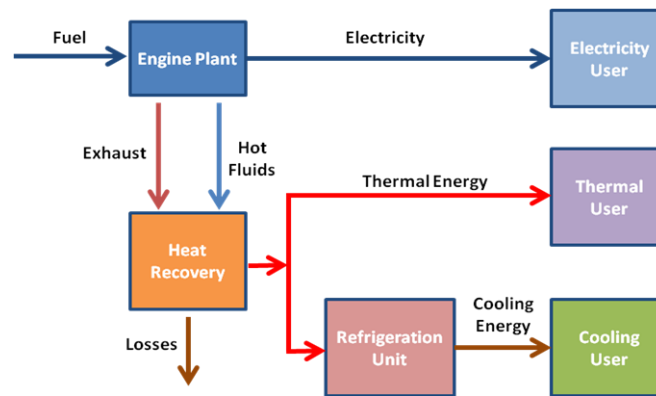 Fuel
Electricity
Engine Plant
Electricity
User
Exhaust
Hot
Fluids
Thermal Energy
Thermal
User
Heat
Recovery
Losses
Refrigeration
Unit
Cooling
Energy
Cooling
User